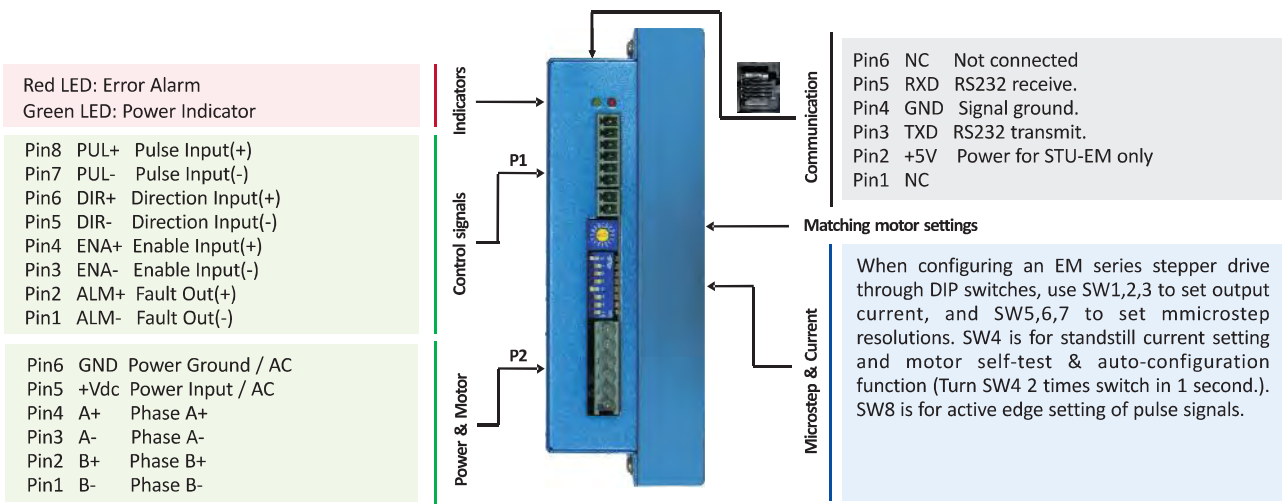 Red LED: Error Alarm
Green LED: Power Indicator
Indicators
Pin8 PUL+ Pulse Input(+)
Pin7 PUL- Pulse Input(-)
Pin6 DIR+ Direction Input(+)
Pin5 DIR- Direction Input(-)
Pin4 ENA+ Enable Input(+)
Pin3 ENA- Enable Input(-)
Pin2 ALM+ Fault Out(+)
Pin1 ALM- Fault Out(-)
Control signals
P1
Pin6 GND Power Ground / AC
Pin5 +Vdc Power Input / AC
Pin4 A+ Phase A+
Pin3 A- Phase A-
Pin2 B+ Phase B+
Pin1 B- Phase B-
Power & Motor
P2
Communication
Pin6 NC Not connected
Pin5 RXD RS232 receive.
Pin4 GND Signal ground.
Pin3 TXD RS232 transmit.
Pin2 +5V Power for STU-EM only
Pin1 NC
Matching motor settings
Microstep & Current
When configuring an EM series stepper drive
through DIP switches, use SW1,2,3 to set output
current, and SW5,6,7 to set mmicrostep
resolutions. SW4 is for standstill current setting
and motor self-test & auto-configuration
function (Turn SW4 2 times switch in 1 second.).
SW8 is for active edge setting of pulse signals.